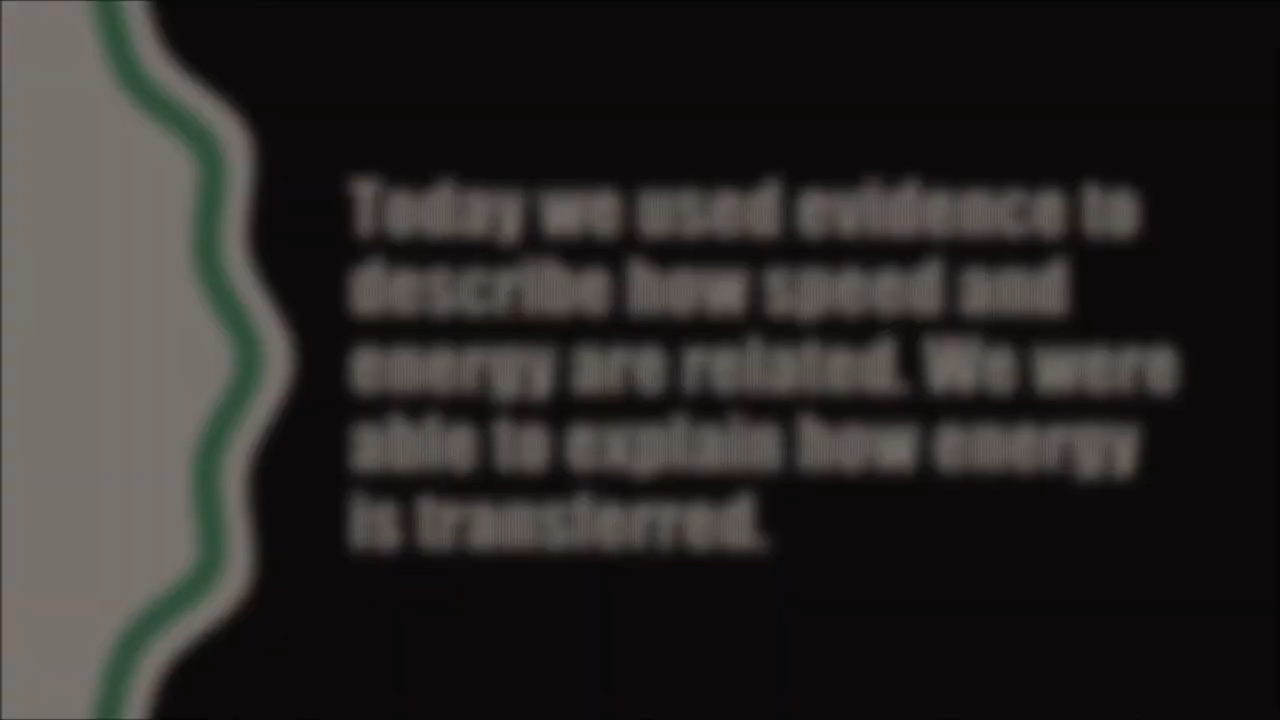 Today we used evidence to
describe how speed and
energy are related. We were
able to explain how energy
is transferred.